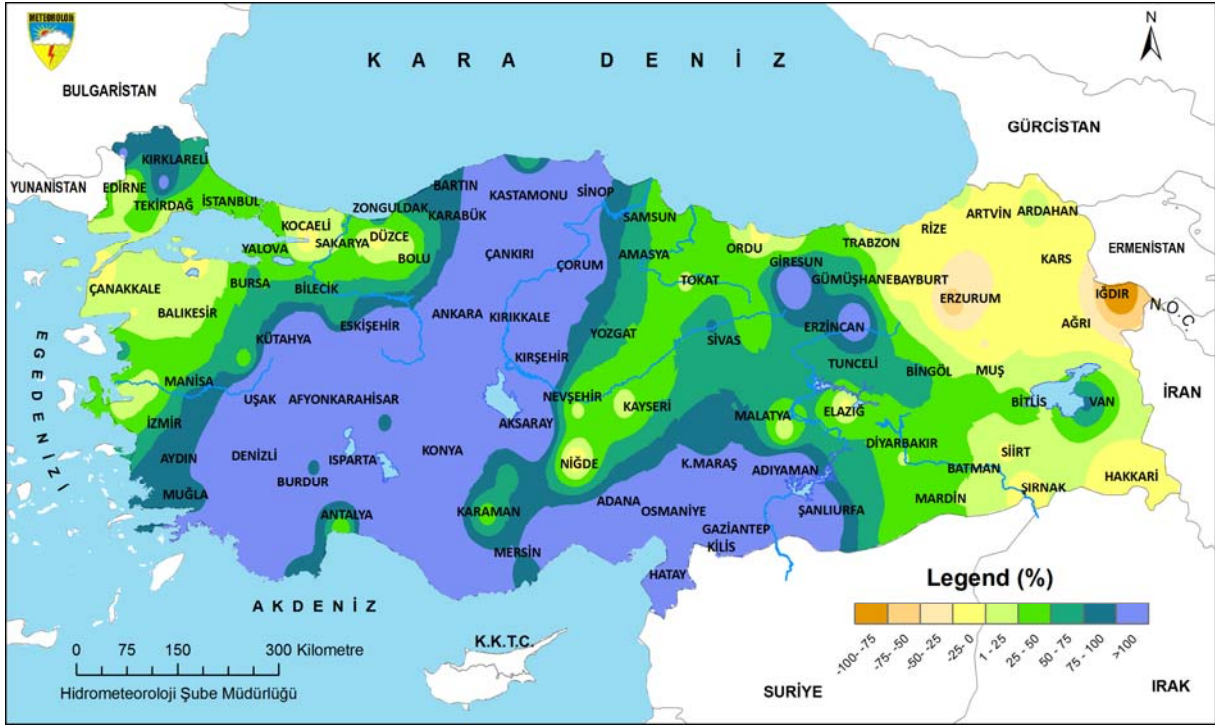 METEOROLOJİ
N
K A R A D E N İ Z
BULGARİSTAN
GÜRCİSTAN
YUNANİSTAN
ERMENİSTAN
N.O.C.
İRAN
E G E D E N İ Z İ
KIRKLARELİ
EDİRNE
TEKİRDAĞ
İSTANBUL
KOCAELİ
YALOVA
SAKARYA
DÜZCE
ZONGULDAK
BARTIN
KARABÜK
KASTAMONU
SİNOP
SAMSUN
BOLU
ÇANKIRI
ÇORUM
AMASYA
TOKAT
ORDU
GİRESUN
TRABZON
RİZE
ARTVİN
ARDAHAN
KARS
GÜMÜŞHANE
BAYBURT
ERZURUM
IĞDIR
AĞRI
ÇANAKKALE
BALIKESİR
BURSA
BİLECİK
ESKİŞEHİR
KÜTAHYA
ANKARA
KIRIKKALE
YOZGAT
SİVAS
ERZİNCAN
TUNCELİ
BİNGÖL
MUŞ
BİTLİS
VAN
KIRŞEHİR
NEVŞEHİR
KAYSERİ
MALATYA
ELAZIĞ
DİYARBAKIR
MANİSA
UŞAK
AFYONKARAHİSAR
AKSARAY
İZMİR
AYDIN
DENİZLİ
ISPARTA
KONYA
BURDUR
NİĞDE
K.MARAŞ
ADIYAMAN
BATMAN
SİİRT
HAKKARİ
ŞIRNAK
MARDİN
MUĞLA
ANTALYA
KARAMAN
ADANA
OSMANİYE
ŞANLIURFA
GAZİANTEP
KİLİS
MERSİN
HATAY
A K D E N İ Z
K.K.T.C.
SURİYE
IRAK
0 75 150 300 Kilometre
Hidrometeoroloji Şube Müdürlüğü
Legend (%)
-100--75
-75--50
-50--25
-25-0
1 - 25
25 - 50
50 - 75
75 - 100
>100